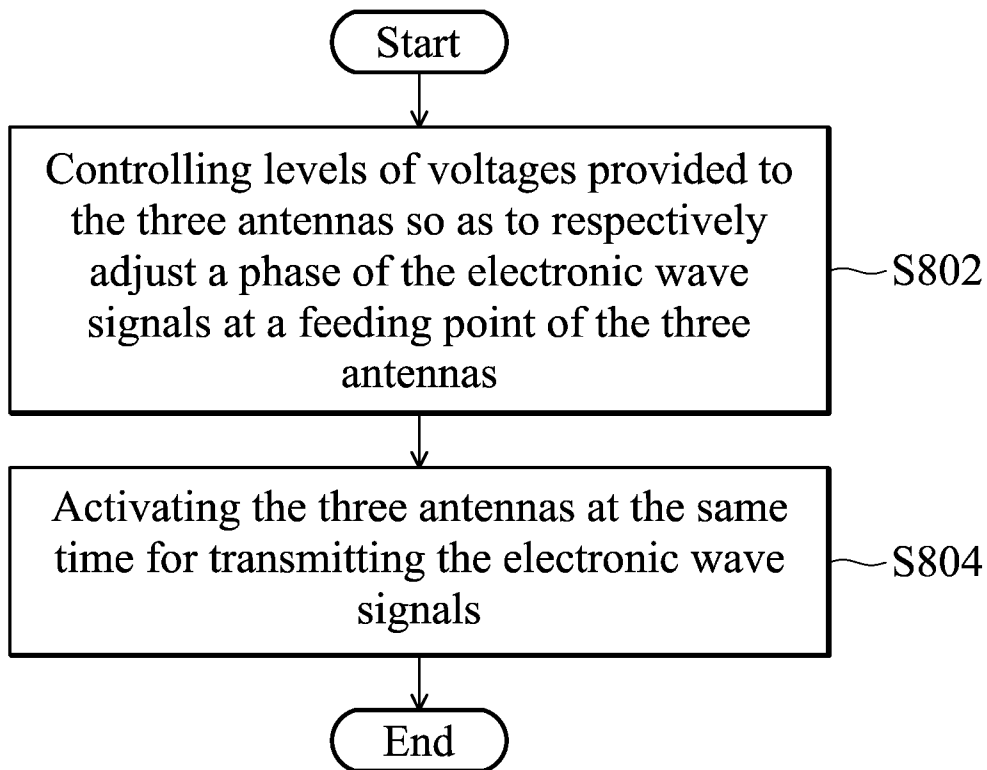 Start
Controlling levels of voltages provided to
the three antennas so as to respectively
adjust a phase of the electronic wave
signals at a feeding point of the three
antennas
S802
Activating the three antennas at the same
time for transmitting the electronic wave
signals
S804
End